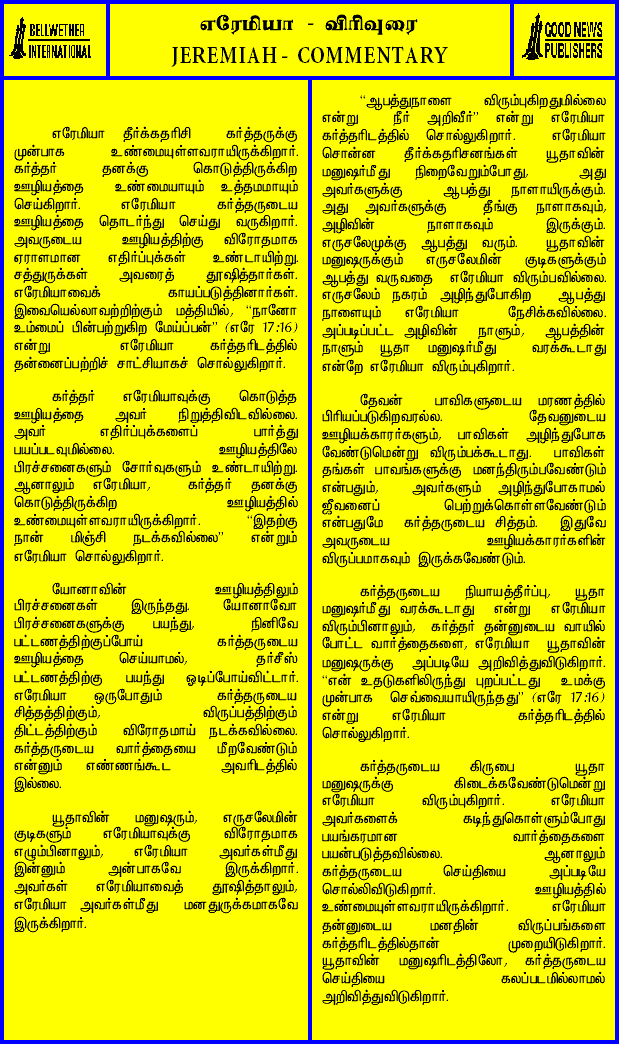 BELLWETHER
INTERNATIONAL
எரேமியா - விரிவுரை
JEREMIAH - COMMENTARY
GOOD NEWS
PUBLISHERS
எரேமியா தீர்க்கதரிசி கர்த்தருக்கு
முன்பாக உண்மையுள்ளவராயிருக்கிறார்.
கர்த்தர் தனக்கு கொடுத்திருக்கிற
ஊழியத்தை உண்மையாயும் உத்தமமாயும்
செய்கிறார். எரேமியா கர்த்தருடைய
ஊழியத்தை தொடர்ந்து செய்து வருகிறார்.
அவருடைய ஊழியத்திற்கு விரோதமாக
ஏராளமான எதிர்ப்புக்கள் உண்டாயிற்று.
சத்துருக்கள் அவரைத் தூஷித்தார்கள்.
எரேமியாவைக் காயப்படுத்தினார்கள்.
இவையெல்லாவற்றிற்கும் மத்தியில், “நானோ
உம்மைப் பின்பற்றுகிற மேய்ப்பன்” (எரே 17:16)
என்று எரேமியா கர்த்தரிடத்தில்
தன்னைப்பற்றிச் சாட்சியாகச் சொல்லுகிறார்.
கர்த்தர் எரேமியாவுக்கு கொடுத்த
ஊழியத்தை அவர் நிறுத்திவிடவில்லை.
அவர் எதிர்ப்புக்களைப் பார்த்து
பயப்படவுமில்லை. ஊழியத்திலே
பிரச்சனைகளும் சோர்வுகளும் உண்டாயிற்று.
ஆனாலும் எரேமியா, கர்த்தர் தனக்கு
கொடுத்திருக்கிற ஊழியத்தில்
உண்மையுள்ளவராயிருக்கிறார். “இதற்கு
நான் மிஞ்சி நடக்கவில்லை” என்றும்
எரேமியா சொல்லுகிறார்.
யோனாவின் ஊழியத்திலும்
பிரச்சனைகள் இருந்தது. யோனாவோ
பிரச்சனைகளுக்கு பயந்து, நினிவே
பட்டணத்திற்குப்போய் கர்த்தருடைய
ஊழியத்தை செய்யாமல், தர்சீஸ்
பட்டணத்திற்கு பயந்து ஓடிப்போய்விட்டார்.
எரேமியா ஒருபோதும் கர்த்தருடைய
சித்தத்திற்கும், விருப்பத்திற்கும்
திட்டத்திற்கும் விரோதமாய் நடக்கவில்லை.
கர்த்தருடைய வார்த்தையை மீறவேண்டும்
என்னும் எண்ணங்கூட அவரிடத்தில்
இல்லை.
யூதாவின் மனுஷரும், எருசலேமின்
குடிகளும் எரேமியாவுக்கு விரோதமாக
எழும்பினாலும், எரேமியா அவர்கள்மீது
இன்னும் அன்பாகவே இருக்கிறார்.
அவர்கள் எரேமியாவைத் தூஷித்தாலும்,
எரேமியா அவர்கள்மீது மனதுருக்கமாகவே
இருக்கிறார்.
“ஆபத்துநாளை விரும்புகிறதுமில்லை
என்று நீர் அறிவீர்” என்று எரேமியா
கர்த்தரிடத்தில் சொல்லுகிறார். எரேமியா
சொன்ன தீர்க்கதரிசனங்கள் யூதாவின்
மனுஷர்மீது நிறைவேறும்போது, அது
அவர்களுக்கு ஆபத்து நாளாயிருக்கும்.
அது அவர்களுக்கு தீங்கு நாளாகவும்,
அழிவின் நாளாகவும் இருக்கும்.
எருசலேமுக்கு ஆபத்து வரும். யூதாவின்
மனுஷருக்கும் எருசலேமின் குடிகளுக்கும்
ஆபத்து வருவதை எரேமியா விரும்பவில்லை.
எருசலேம் நகரம் அழிந்துபோகிற ஆபத்து
நாளையும் எரேமியா நேசிக்கவில்லை.
அப்படிப்பட்ட அழிவின் நாளும், ஆபத்தின்
நாளும் யூதா மனுஷர்மீது வரக்கூடாது
என்றே எரேமியா விரும்புகிறார்.
தேவன் பாவிகளுடைய மரணத்தில்
பிரியப்படுகிறவரல்ல. தேவனுடைய
ஊழியக்காரர்களும், பாவிகள் அழிந்துபோக
வேண்டுமென்று விரும்பக்கூடாது. பாவிகள்
தங்கள் பாவங்களுக்கு மனந்திரும்பவேண்டும்
என்பதும், அவர்களும் அழிந்துபோகாமல்
ஜீவனைப் பெற்றுக்கொள்ளவேண்டும்
என்பதுமே கர்த்தருடைய சித்தம். இதுவே
அவருடைய ஊழியக்காரர்களின்
விருப்பமாகவும் இருக்கவேண்டும்.
கர்த்தருடைய நியாயத்தீர்ப்பு, யூதா
மனுஷர்மீது வரக்கூடாது என்று எரேமியா
விரும்பினாலும், கர்த்தர் தன்னுடைய வாயில்
போட்ட வார்த்தைகளை, எரேமியா யூதாவின்
மனுஷருக்கு அப்படியே அறிவித்துவிடுகிறார்.
“என் உதடுகளிலிருந்து புறப்பட்டது உமக்கு
முன்பாக செவ்வையாயிருந்தது” (எரே 17:16)
என்று எரேமியா கர்த்தரிடத்தில்
சொல்லுகிறார்.
கர்த்தருடைய கிருபை யூதா
மனுஷருக்கு கிடைக்கவேண்டுமென்று
எரேமியா விரும்புகிறார். எரேமியா
அவர்களைக் கடிந்துகொள்ளும்போது
பயங்கரமான வார்த்தைகளை
பயன்படுத்தவில்லை. ஆனாலும்
கர்த்தருடைய செய்தியை அப்படியே
சொல்லிவிடுகிறார். ஊழியத்தில்
உண்மையுள்ளவராயிருக்கிறார். எரேமியா
தன்னுடைய மனதின் விருப்பங்களை
கர்த்தரிடத்தில்தான் முறையிடுகிறார்.
யூதாவின் மனுஷரிடத்திலோ, கர்த்தருடைய
செய்தியை கலப்படமில்லாமல்
அறிவித்துவிடுகிறார்.